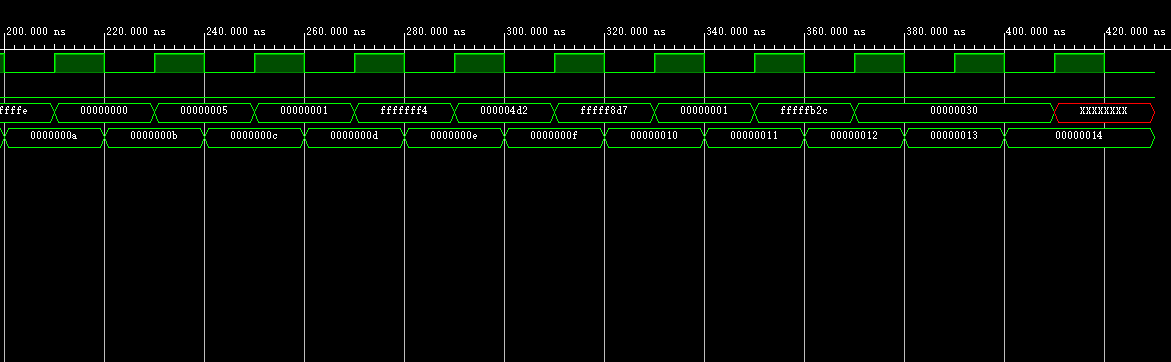 200.000 ns 220.000 ns 240.000 ns 260.000 ns 280.000 ns 300.000 ns 320.000 ns 340.000 ns 360.000 ns 380.000 ns 400.000 ns 420.000 ns
ffffe 00000000 00000005 00000001 fffffff4 000004d2 fffff8d7 00000001 fffffb2c 00000030 XXXXXXXX
0000000a 0000000b 0000000c 0000000d 0000000e 0000000f 00000010 00000011 00000012 00000013 00000014